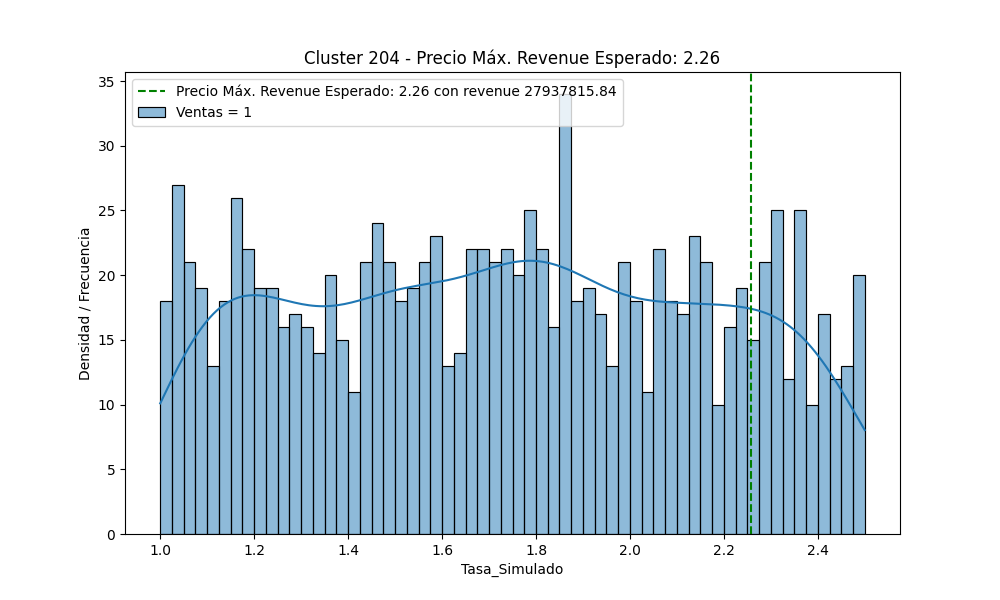 Cluster 204 - Precio Máx. Revenue Esperado: 2.26
Precio Máx. Revenue Esperado: 2.26 con revenue 27937815.84
Ventas = 1
Densidad / Frecuencia
35
30
25
20
15
10
5
0
1.0 1.2 1.4 1.6 1.8 2.0 2.2 2.4
Tasa_Simulado